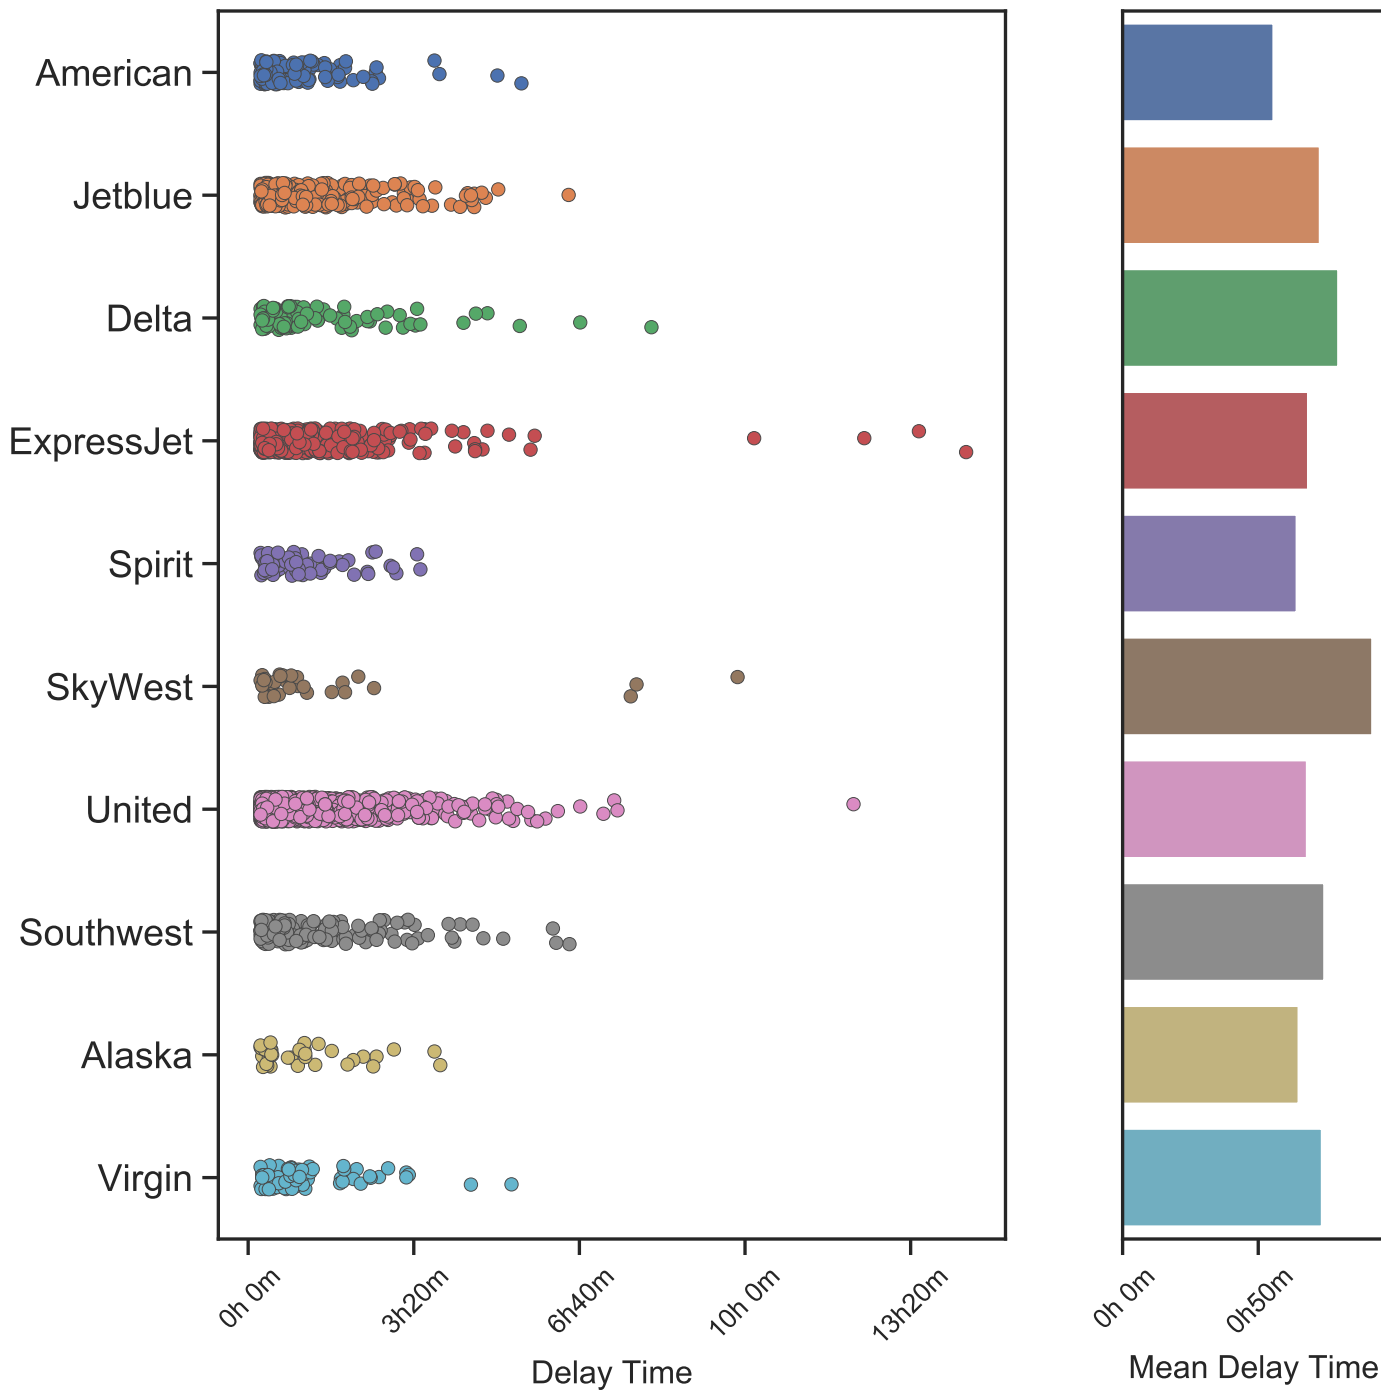 American
Jetblue
Delta
ExpressJet
Spirit
SkyWest
United
Southwest
Alaska
Virgin
0h 0m
3h20m
6h40m
10h 0m
13h20m
Delay Time
0h 0m
0h50m
Mean Delay Time